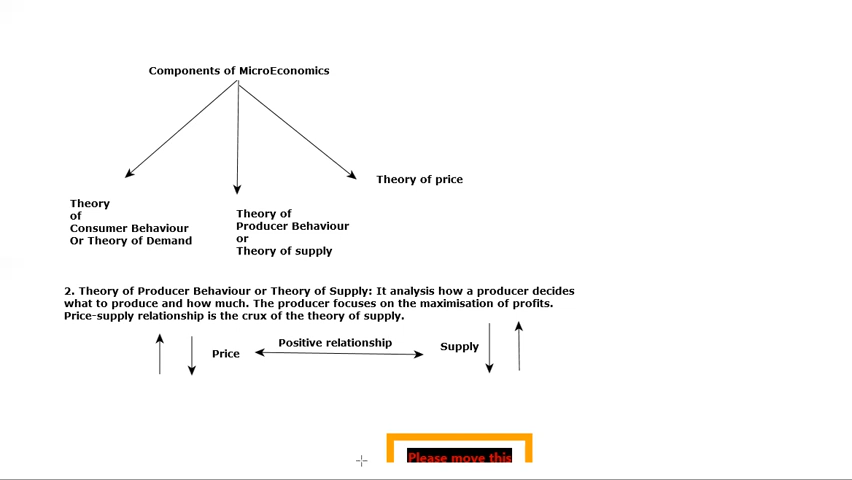 Components of MicroEconomics
Theory of price
Theory
of
Consumer Behaviour
Or Theory of Demand
Theory of
Producer Behaviour
or
Theory of supply
2. Theory of Producer Behaviour or Theory of Supply: It analysis how a producer decides
what to produce and how much. The producer focuses on the maximisation of profits.
Price-supply relationship is the crux of the theory of supply.
Price
Positive relationship
Supply
Please move this